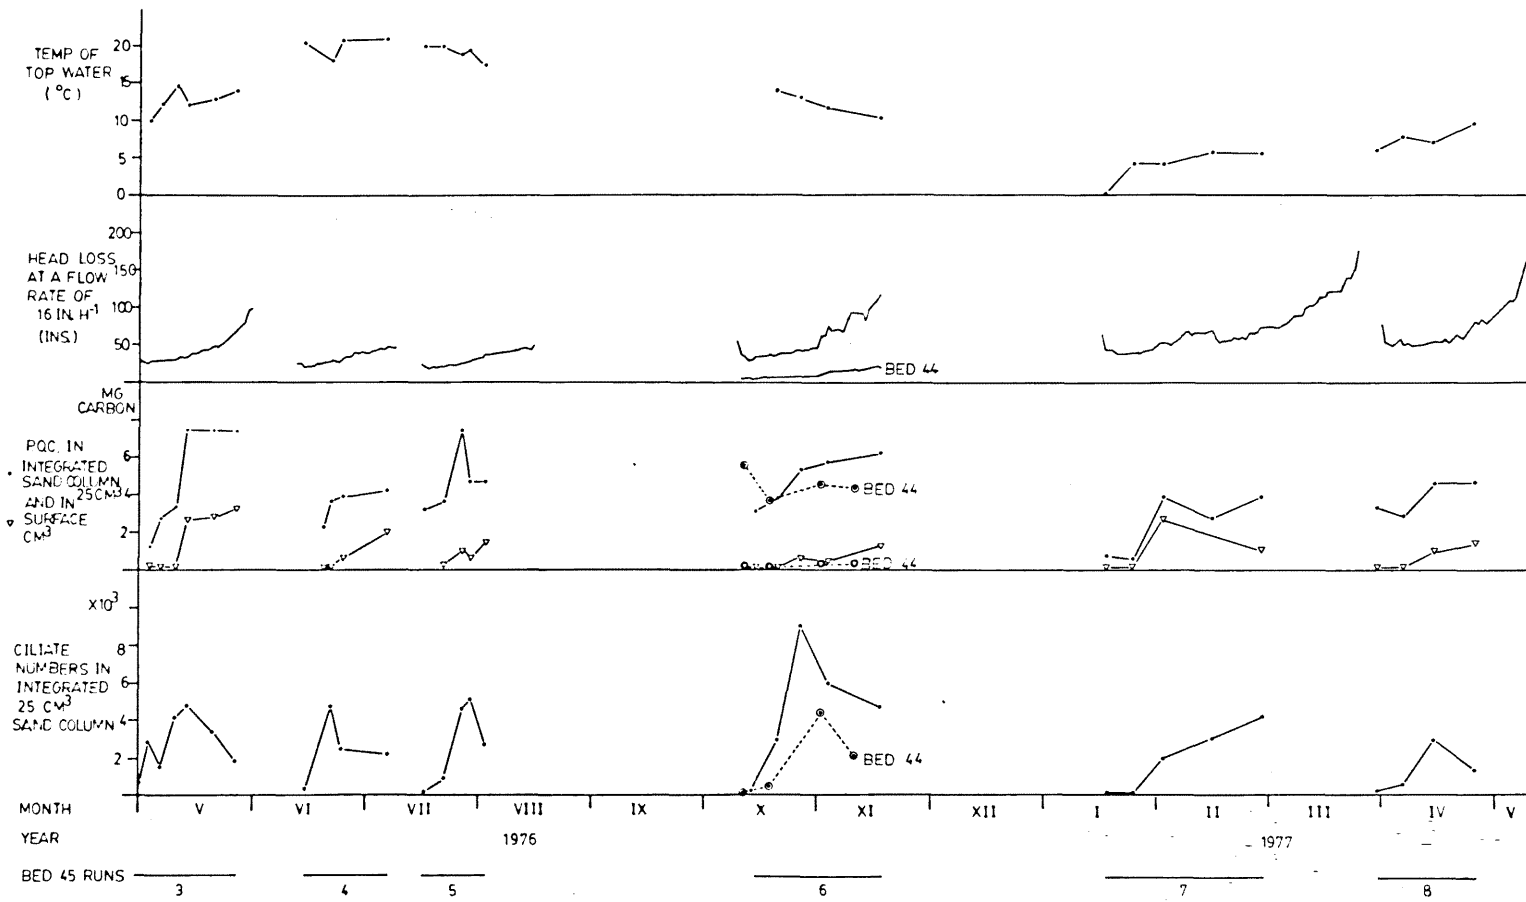 TEMP OF
TOP WATER
(°C)
20
15
10
5
0
HEAD LOSS
AT A FLOW
RATE OF
16 IN. H-1
(INS.)
200
150
100
50
BED 44
MG
CARBON
P.O.C. IN
INTEGRATED
SAND COLUMN
AND IN 25CM3
SURFACE
CM3
6
4
2
BED 44
BED 44
X103
CILIATE
NUMBERS IN
INTEGRATED
25 CM3
SAND COLUMN
8
6
4
2
BED 44
MONTH V VI VII VIII IX X XI XII I II III IV V
YEAR 1976 1977
BED 45 RUNS
3 4 5 6 7 8